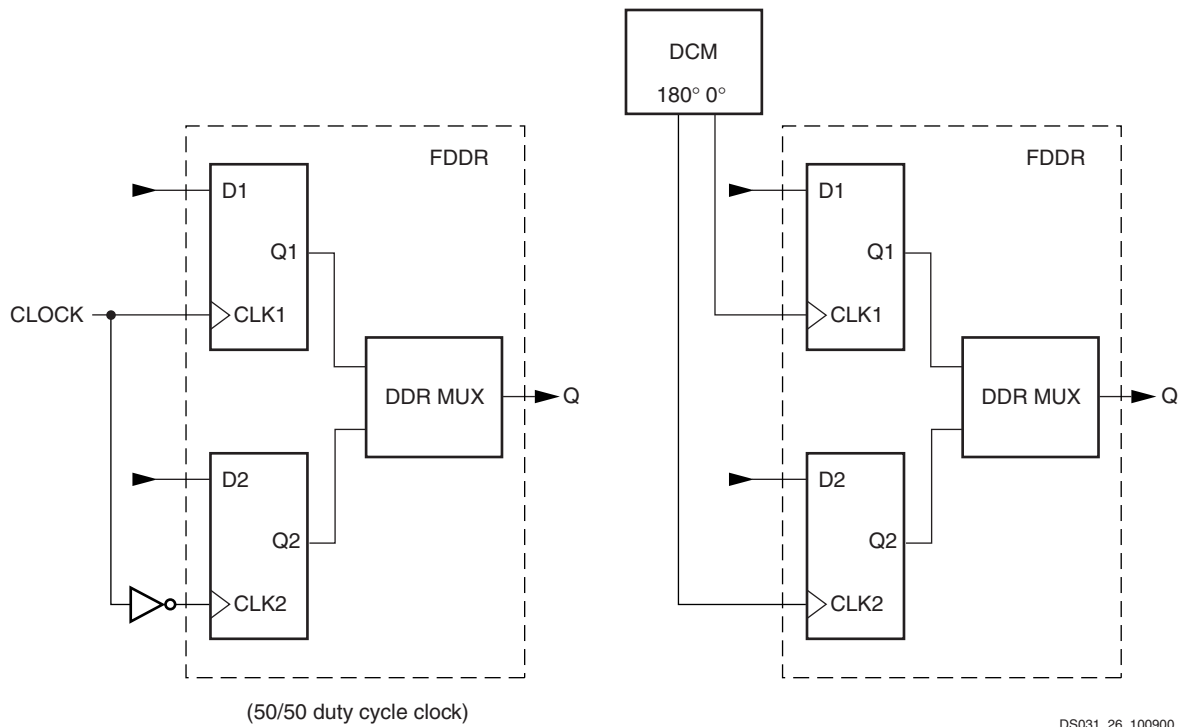 DCM
180° 0°
FDDR
D1
Q1
CLOCK
CLK1
DDR MUX
Q
D2
Q2
CLK2
(50/50 duty cycle clock)
FDDR
D1
Q1
CLK1
DDR MUX
Q
D2
Q2
CLK2
DS031_26_100900